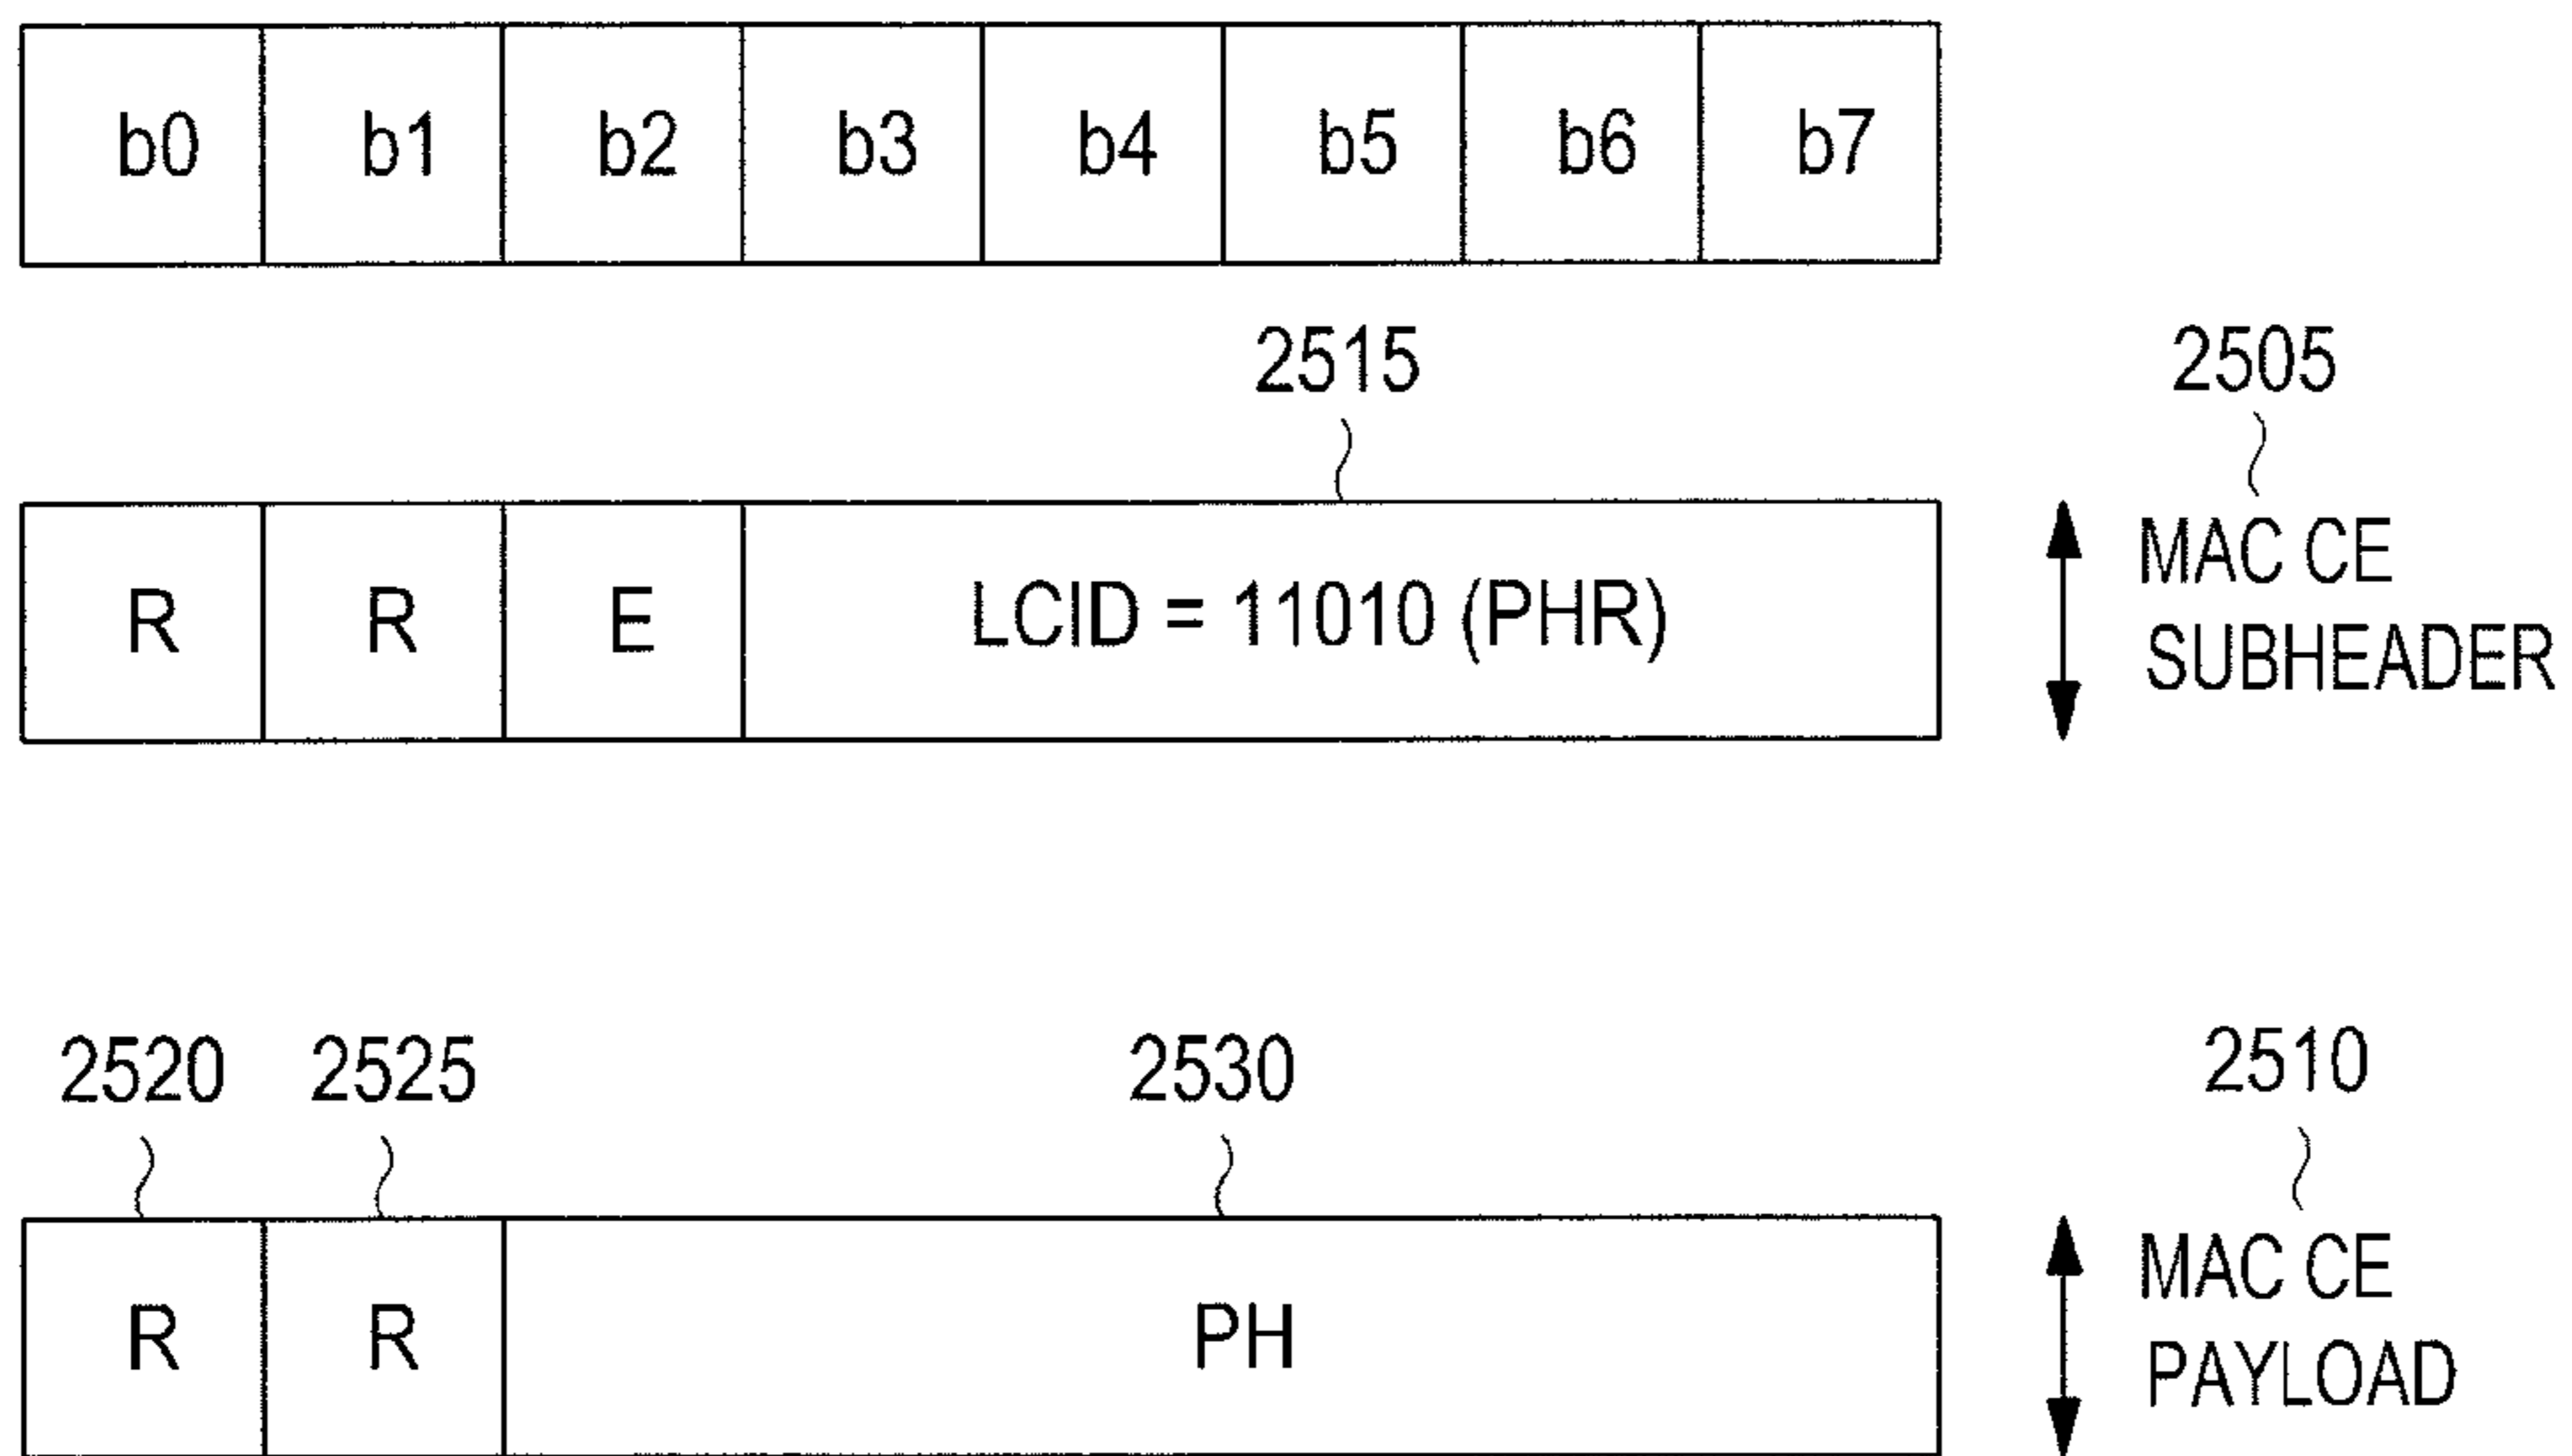 b0 b1 b2 b3 b4 b5 b6 b7
2515 2505
R R E LCID = 11010 (PHR) MAC CE
SUBHEADER
2520 2525 2530 2510
R R PH MAC CE
PAYLOAD